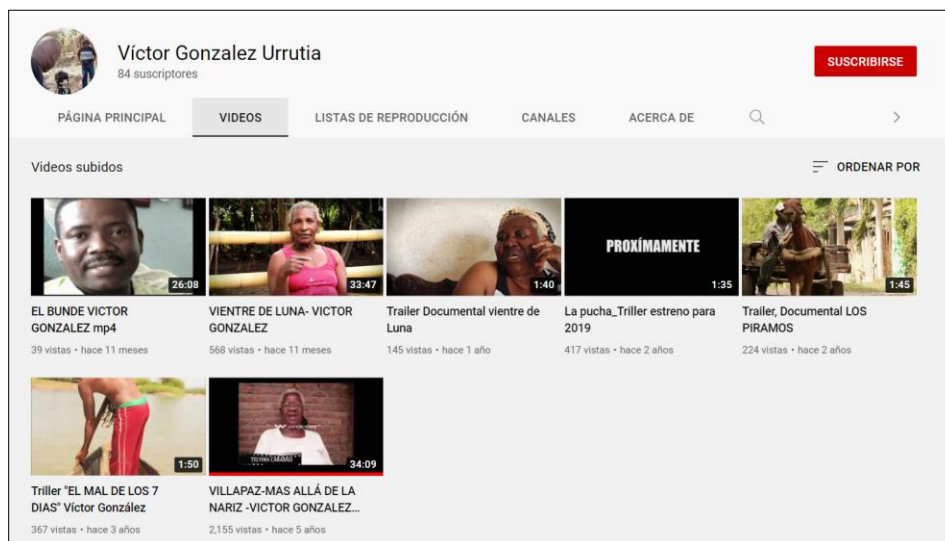 Víctor Gonzalez Urrutia
84 suscriptores
SUSCRIBIRSE
PÁGINA PRINCIPAL
VIDEOS
LISTAS DE REPRODUCCIÓN
CANALES
ACERCA DE
Videos subidos
ORDENAR POR
26:08
EL BUNDE VICTOR
GONZALEZ mp4
39 vistas • hace 11 meses
33:47
VIENTRE DE LUNA- VICTOR
GONZALEZ
568 vistas • hace 11 meses
1:40
Trailer Documental vientre de
Luna
145 vistas • hace 1 año
PROXÍMAMENTE
1:35
La pucha_Triller estreno para
2019
417 vistas • hace 2 años
1:45
Trailer, Documental LOS
PIRAMOS
224 vistas • hace 2 años
1:50
Triller "EL MAL DE LOS 7
DIAS" Víctor González
367 vistas • hace 3 años
34:09
VILLAPAZ-MAS ALLÁ DE LA
NARIZ -VICTOR GONZALEZ...
2,155 vistas • hace 5 años